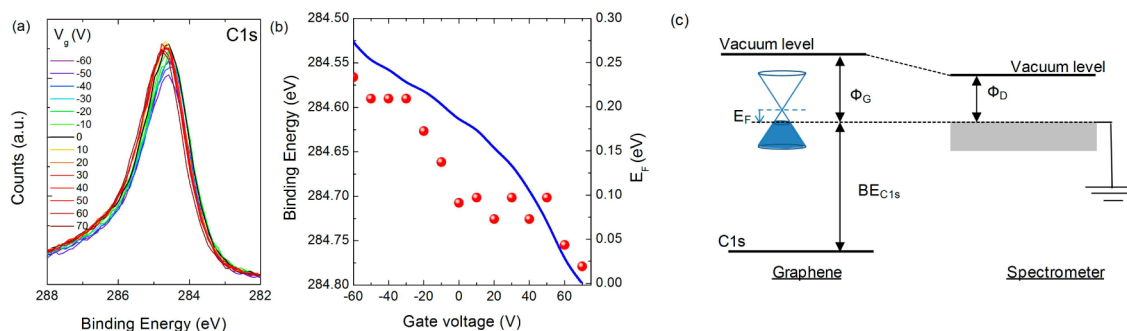 (a)
V_g (V)
C1s
-60
-50
-40
-30
-20
-10
0
10
20
30
40
50
60
70
Counts (a.u.)
288 286 284 282
Binding Energy (eV)
(b)
284.50
284.55
284.60
284.65
284.70
284.75
284.80
Binding Energy (eV)
0.30
0.25
0.20
0.15
0.10
0.05
0.00
E_F (eV)
-60 -40 -20 0 20 40 60
Gate voltage (V)
(c)
Vacuum level
Vacuum level
Φ_G
Φ_D
E_F
BE_C1s
C1s
Graphene
Spectrometer